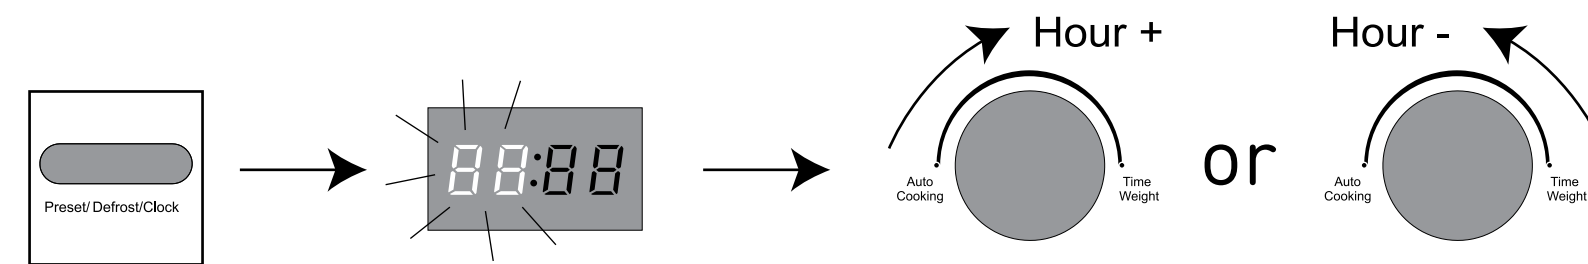 Preset/ Defrost/Clock
88:88
Hour +
Auto
Cooking
Time
Weight
or
Hour -
Auto
Cooking
Time
Weight